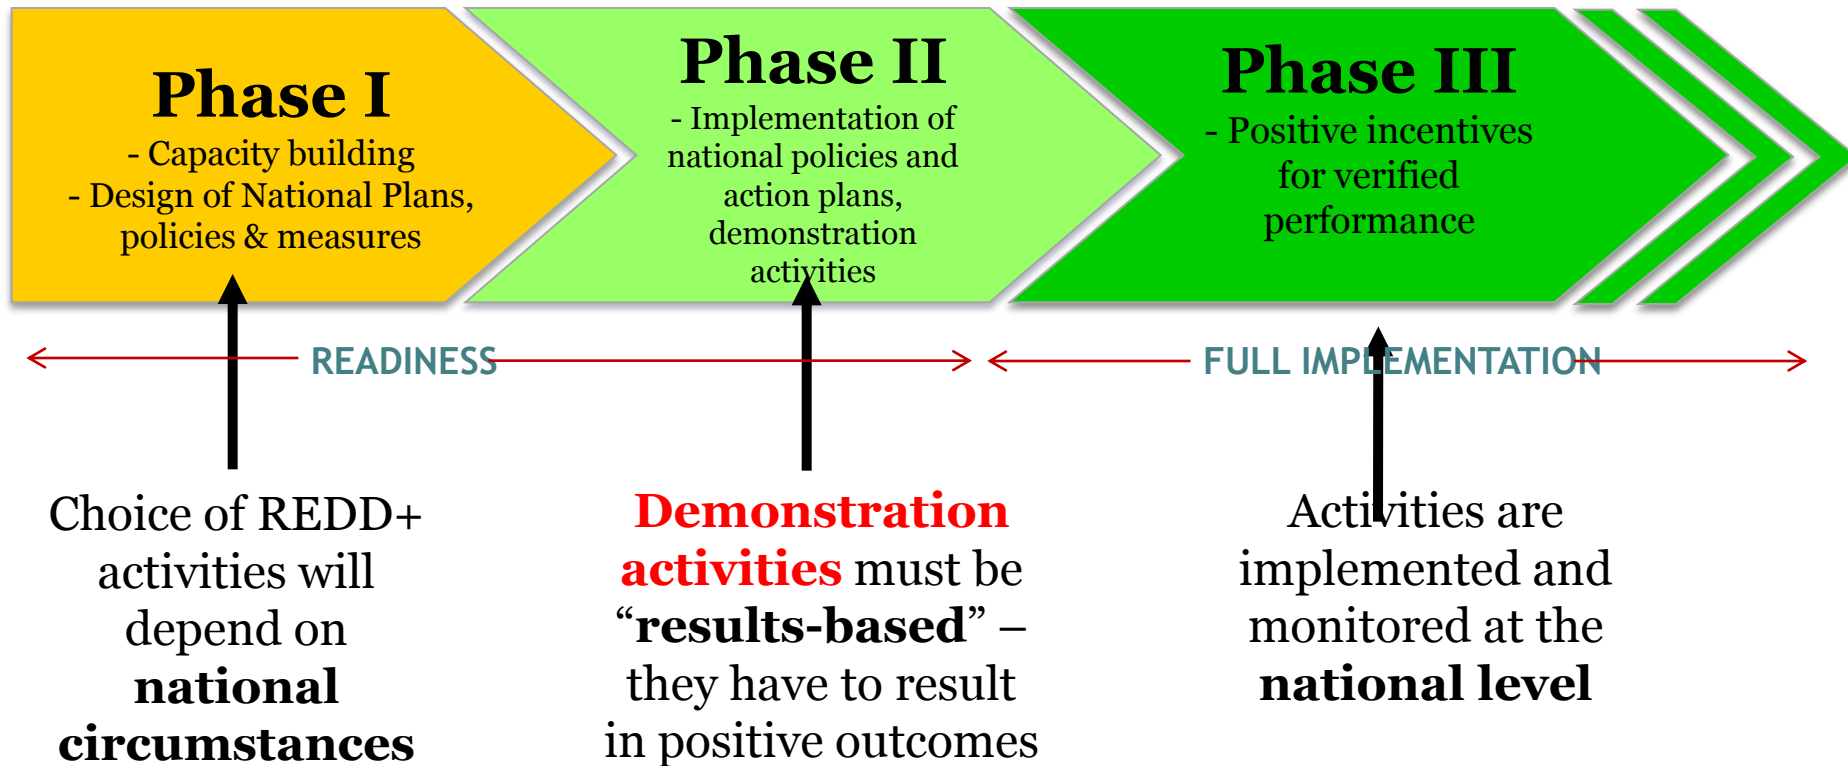 Phase I
- Capacity building
- Design of National Plans,
policies & measures
Phase II
- Implementation of
national policies and
action plans,
demonstration
activities
Phase III
- Positive incentives
for verified
performance
READINESS
FULL IMPLEMENTATION
Choice of REDD+
activities will
depend on
national
circumstances
Demonstration
activities must be
“results-based” –
they have to result
in positive outcomes
Activities are
implemented and
monitored at the
national level